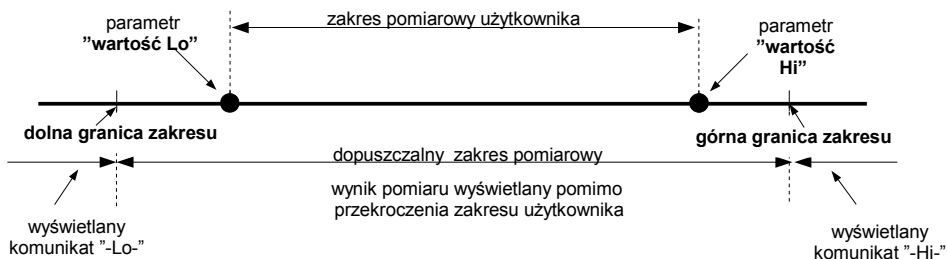 zakres pomiarowy użytkownika
parametr
”wartość Lo”
parametr
”wartość
Hi”
dolna granica zakresu
górna granica zakresu
dopuszczalny zakres pomiarowy
wynik pomiaru wyświetlany pomimo
przekroczenia zakresu użytkownika
wyświetlany
komunikat ”-Lo-”
wyświetlany
komunikat ”-Hi-”